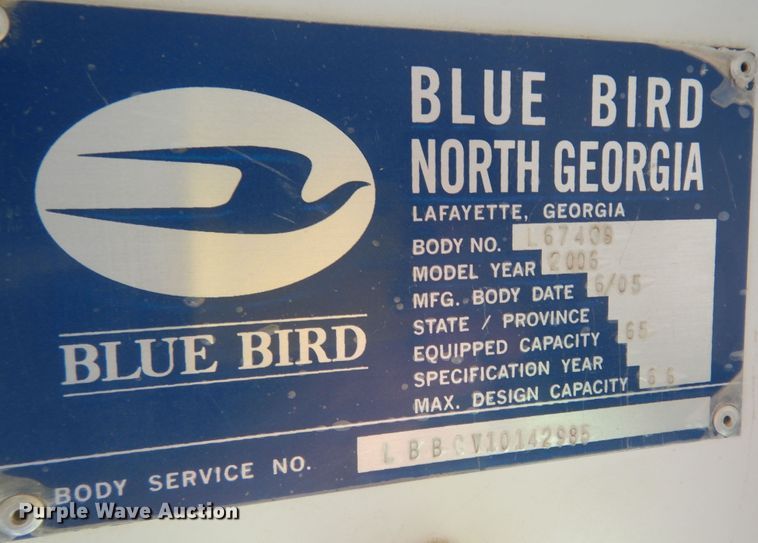 BLUE BIRD
BLUE BIRD
NORTH GEORGIA
LAFAYETTE, GEORGIA
BODY NO. L67409
MODEL YEAR 2006
MFG. BODY DATE 6/05
STATE / PROVINCE
EQUIPPED CAPACITY 65
SPECIFICATION YEAR
MAX. DESIGN CAPACITY 66
BODY SERVICE NO.
Purple Wave Auction